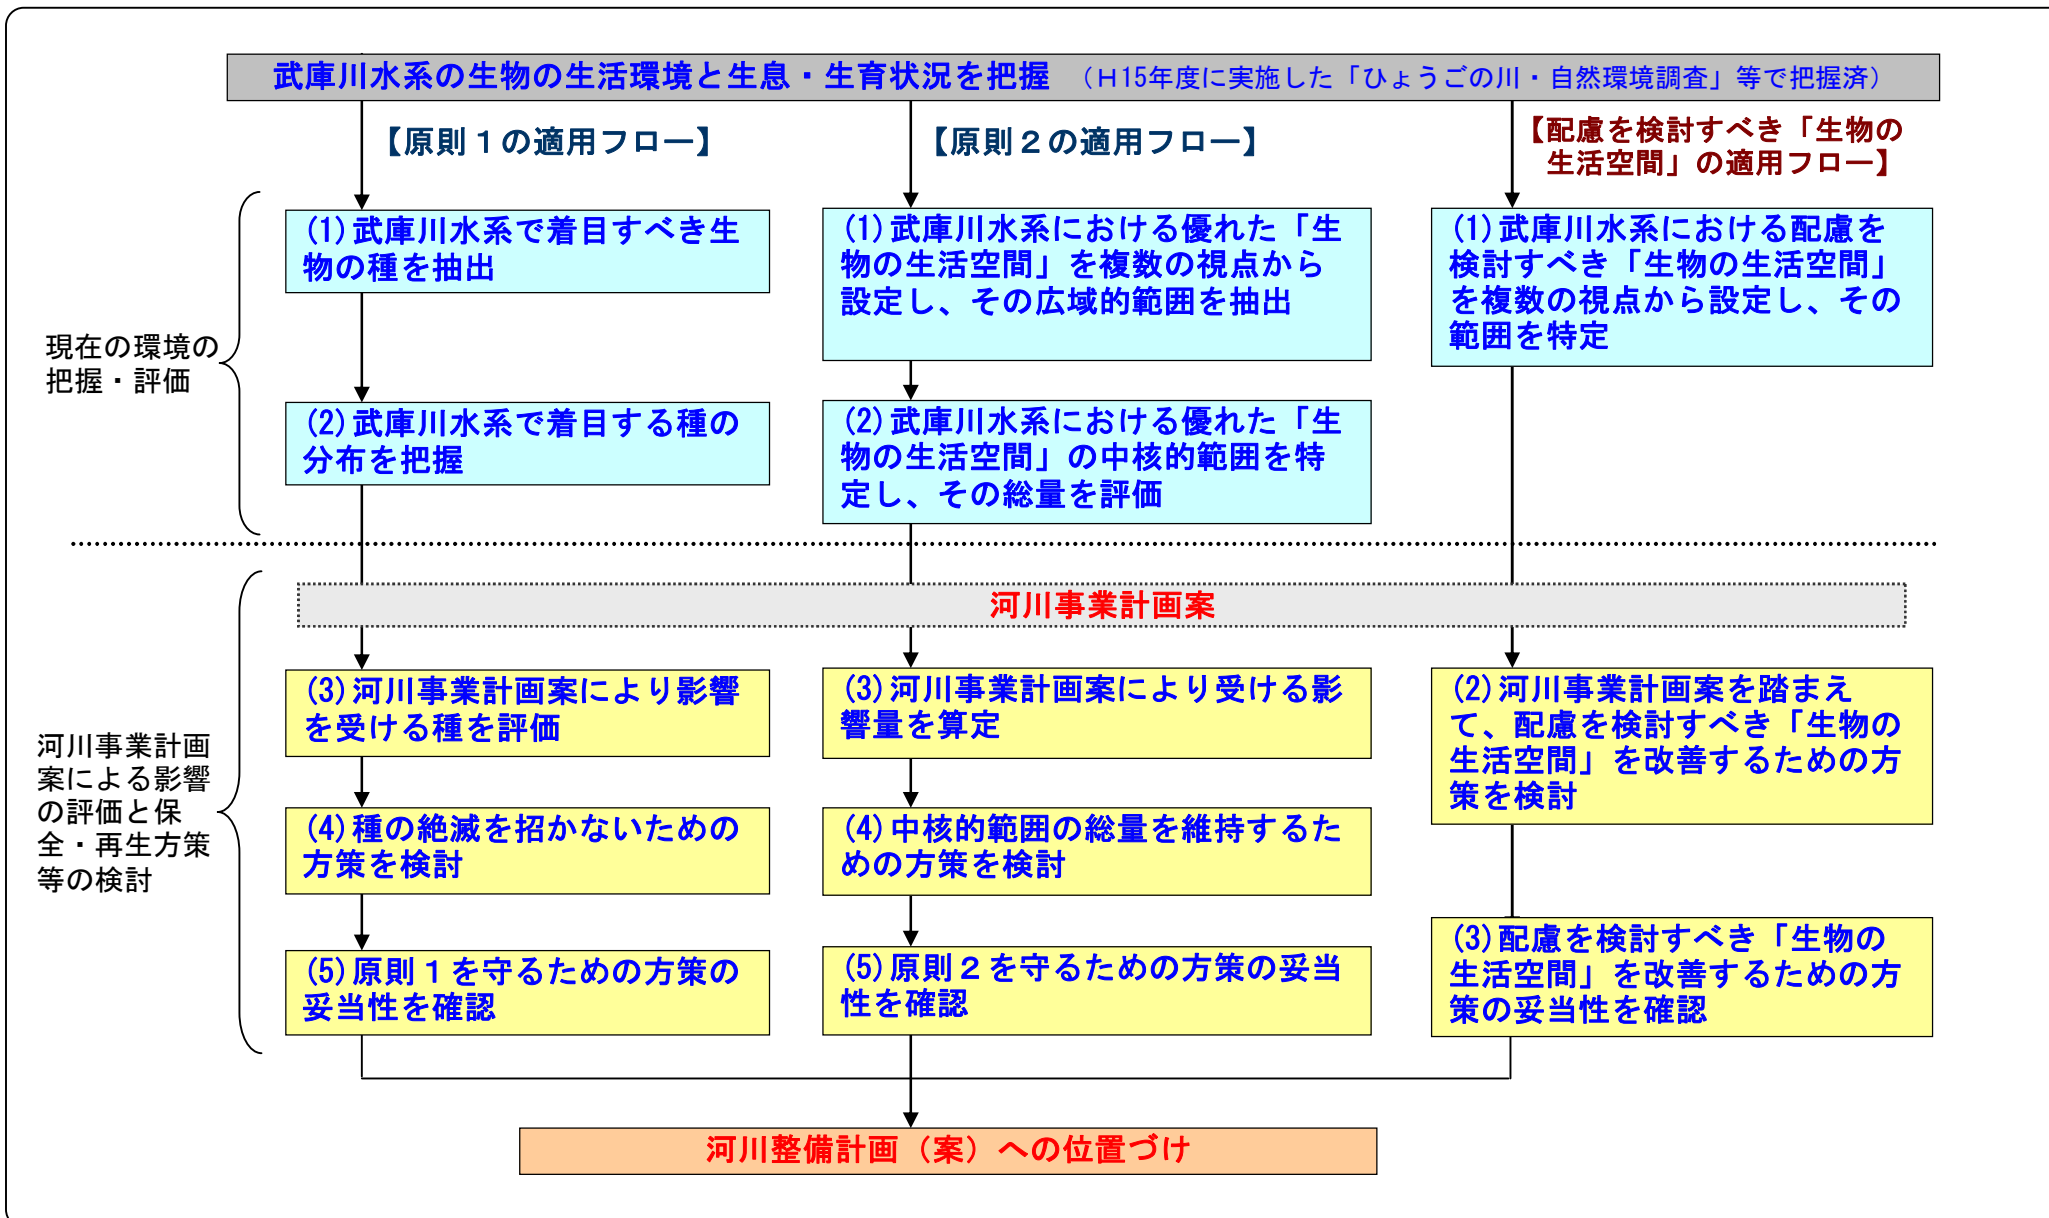 武庫川水系の生物の生活環境と生息・生育状況を把握 （Ｈ15年度に実施した「ひょうごの川・自然環境調査」等で把握済）
【原則１の適用フロー】
【原則２の適用フロー】
【配慮を検討すべき「生物の
生活空間」の適用フロー】
現在の環境の
把握・評価
(1)武庫川水系で着目すべき生
物の種を抽出
(1)武庫川水系における優れた「生
物の生活空間」を複数の視点から
設定し、その広域的範囲を抽出
(1)武庫川水系における配慮を
検討すべき「生物の生活空間」
を複数の視点から設定し、その
範囲を特定
(2)武庫川水系で着目する種の
分布を把握
(2)武庫川水系における優れた「生
物の生活空間」の中核的範囲を特
定し、その総量を評価
河川事業計画案
河川事業計画
案による影響
の評価と保
全・再生方策
等の検討
(3)河川事業計画案により影響
を受ける種を評価
(3)河川事業計画案により受ける影
響量を算定
(2)河川事業計画案を踏まえ
て、配慮を検討すべき「生物の
生活空間」を改善するための方
策を検討
(4)種の絶滅を招かないための
方策を検討
(4)中核的範囲の総量を維持するた
めの方策を検討
(5)原則１を守るための方策の
妥当性を確認
(5)原則２を守るための方策の妥当
性を確認
(3)配慮を検討すべき「生物の
生活空間」を改善するための方
策の妥当性を確認
河川整備計画（案）への位置づけ